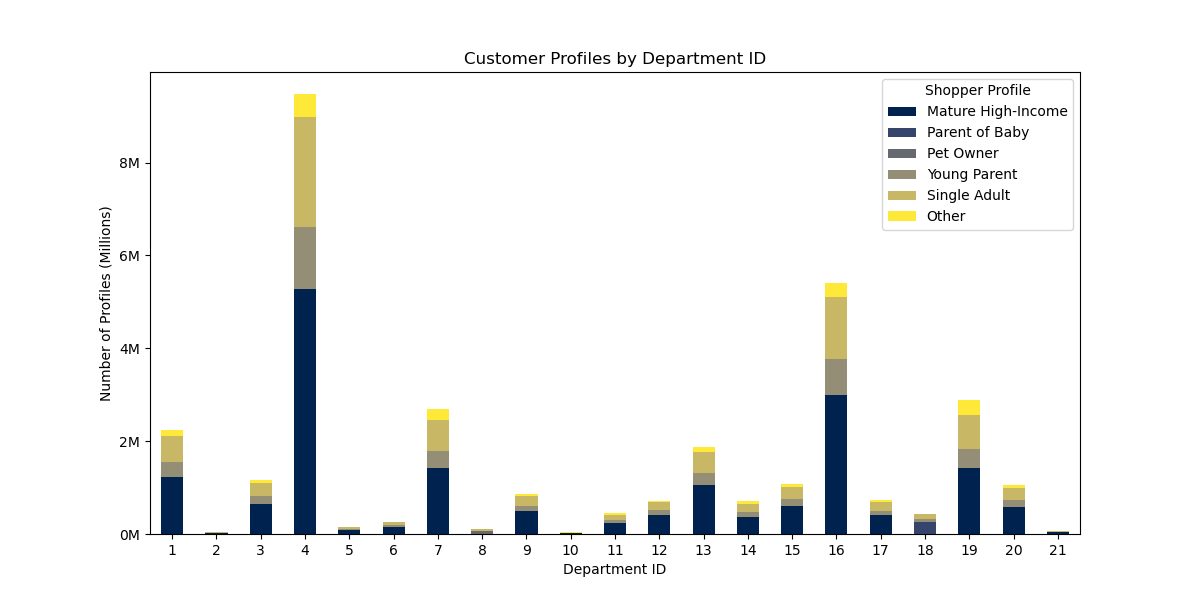 Customer Profiles by Department ID
Shopper Profile
Mature High-Income
Parent of Baby
Pet Owner
Young Parent
Single Adult
Other
Number of Profiles (Millions)
8M
6M
4M
2M
0M
1 2 3 4 5 6 7 8 9 10 11 12 13 14 15 16 17 18 19 20 21
Department ID